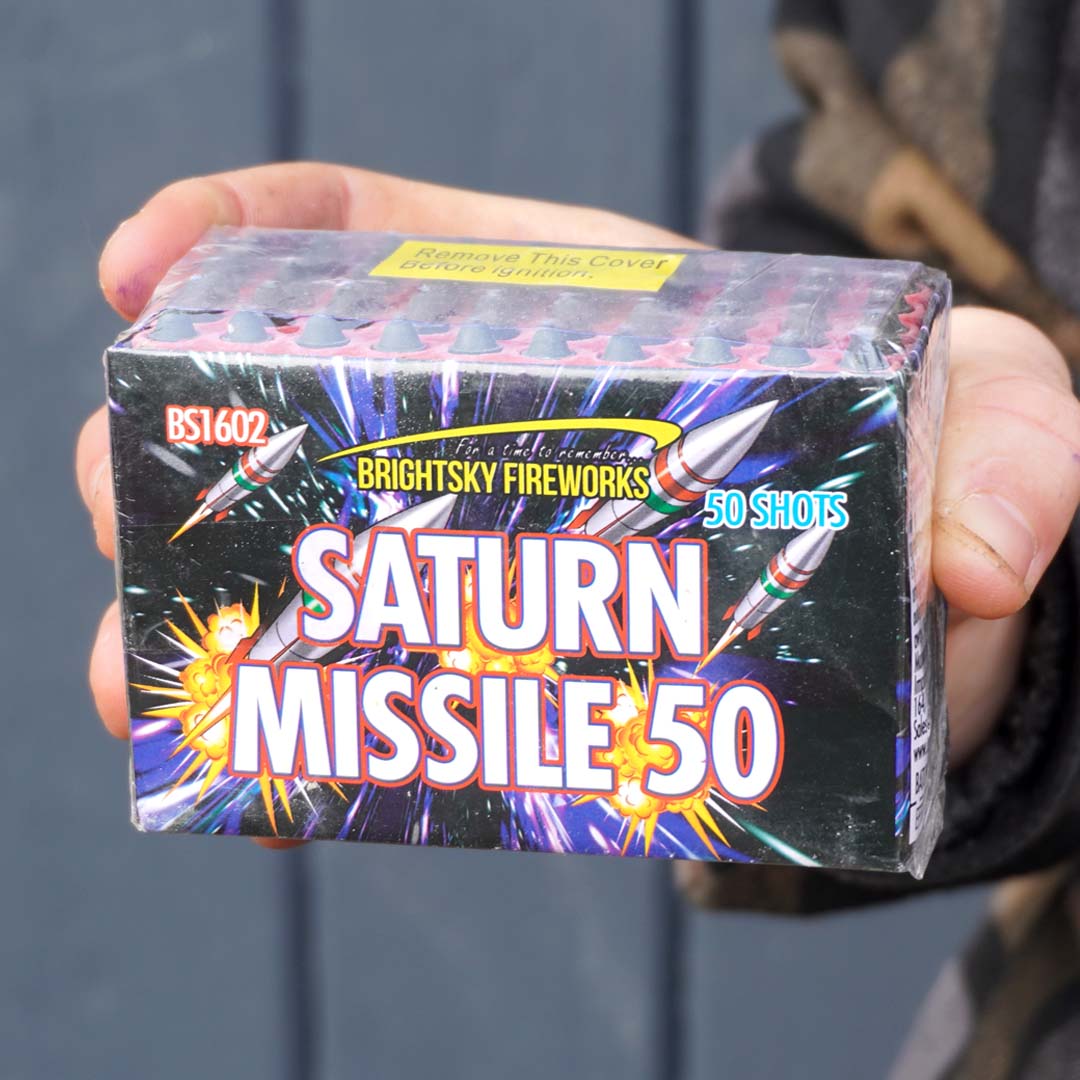 Remove This Cover
Before Ignition.
BS1602
For a time to remember...
BRIGHTSKY FIREWORKS
50 SHOTS
SATURN
MISSILE 50